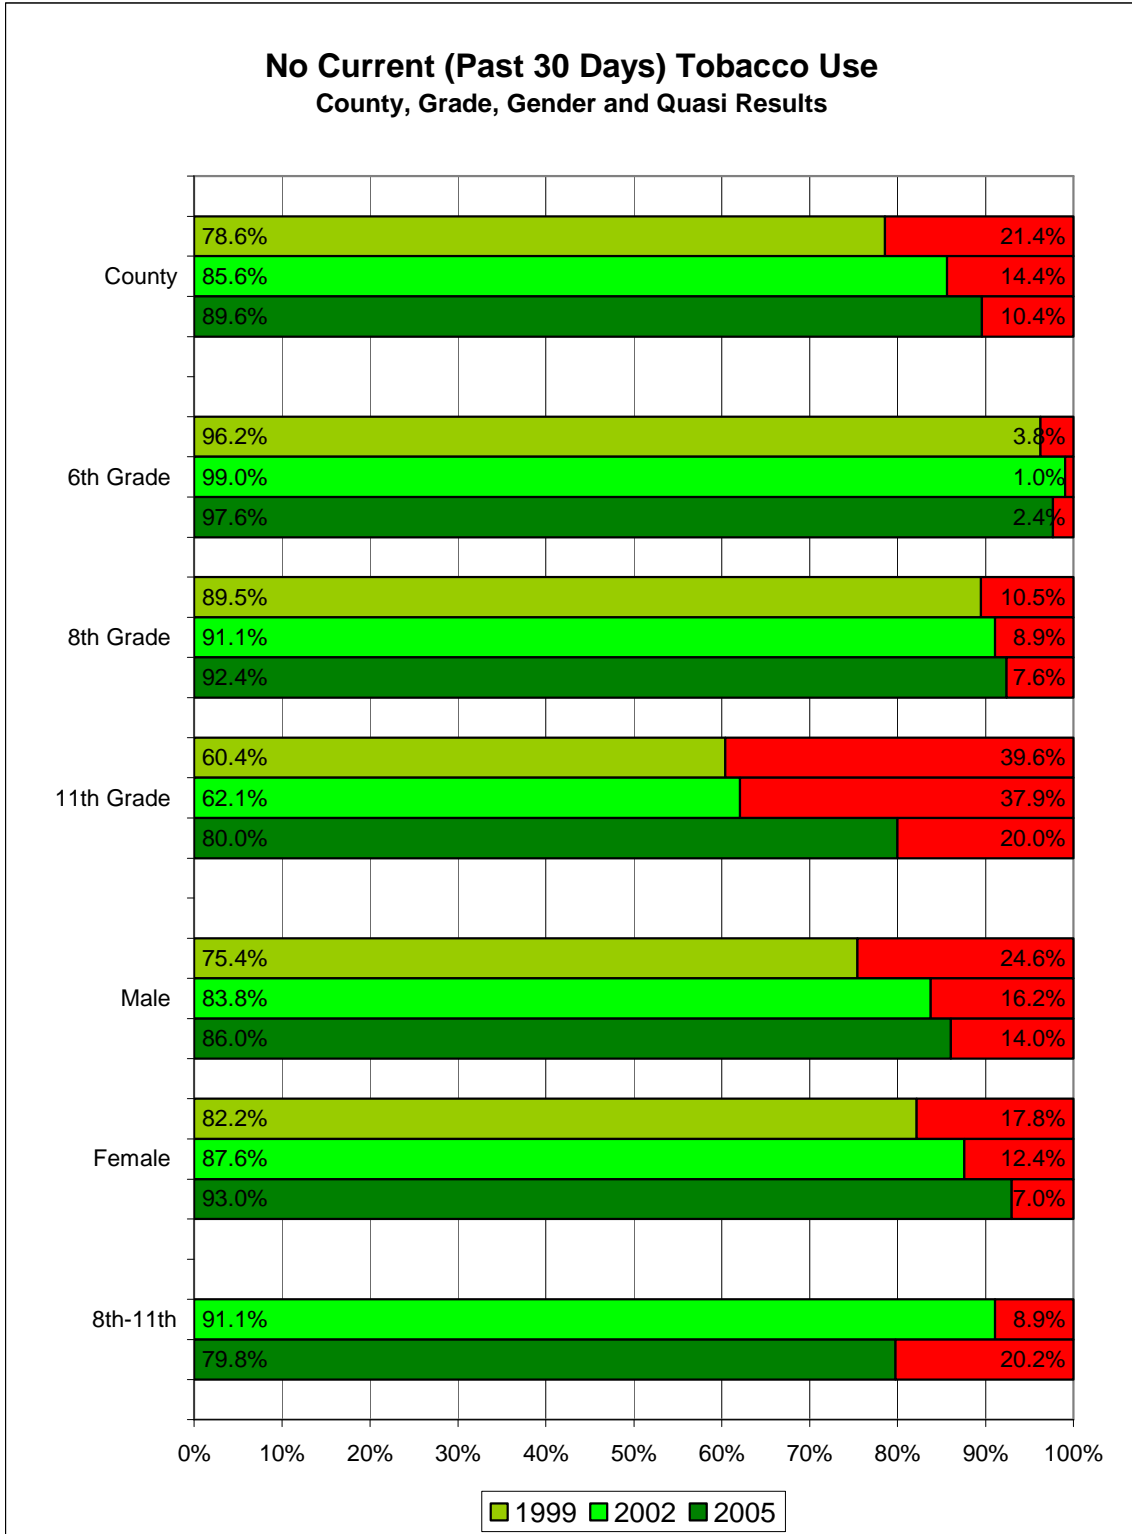 No Current (Past 30 Days) Tobacco Use
County, Grade, Gender and Quasi Results
78.6% 21.4%
County 85.6% 14.4%
89.6% 10.4%
96.2% 3.8%
6th Grade 99.0% 1.0%
97.6% 2.4%
89.5% 10.5%
8th Grade 91.1% 8.9%
92.4% 7.6%
60.4% 39.6%
11th Grade 62.1% 37.9%
80.0% 20.0%
75.4% 24.6%
Male 83.8% 16.2%
86.0% 14.0%
82.2% 17.8%
Female 87.6% 12.4%
93.0% 7.0%
8th-11th 91.1% 8.9%
79.8% 20.2%
0% 10% 20% 30% 40% 50% 60% 70% 80% 90% 100%
1999 2002 2005